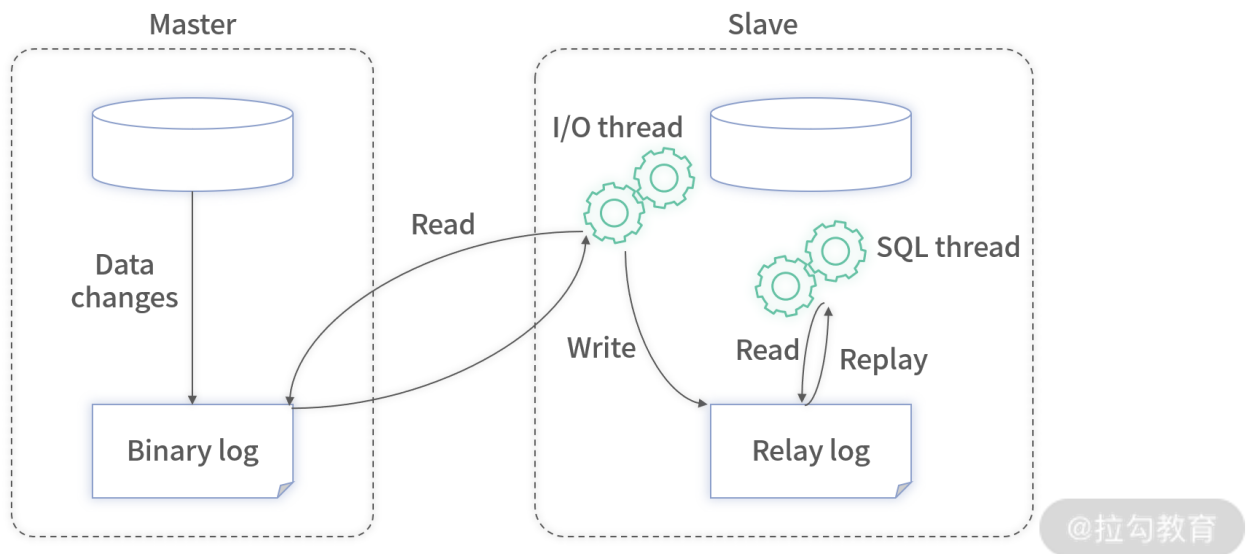 Master
Slave
I/O thread
Read
Data
changes
SQL thread
Write
Read
Replay
Binary log
Relay log
@拉勾教育